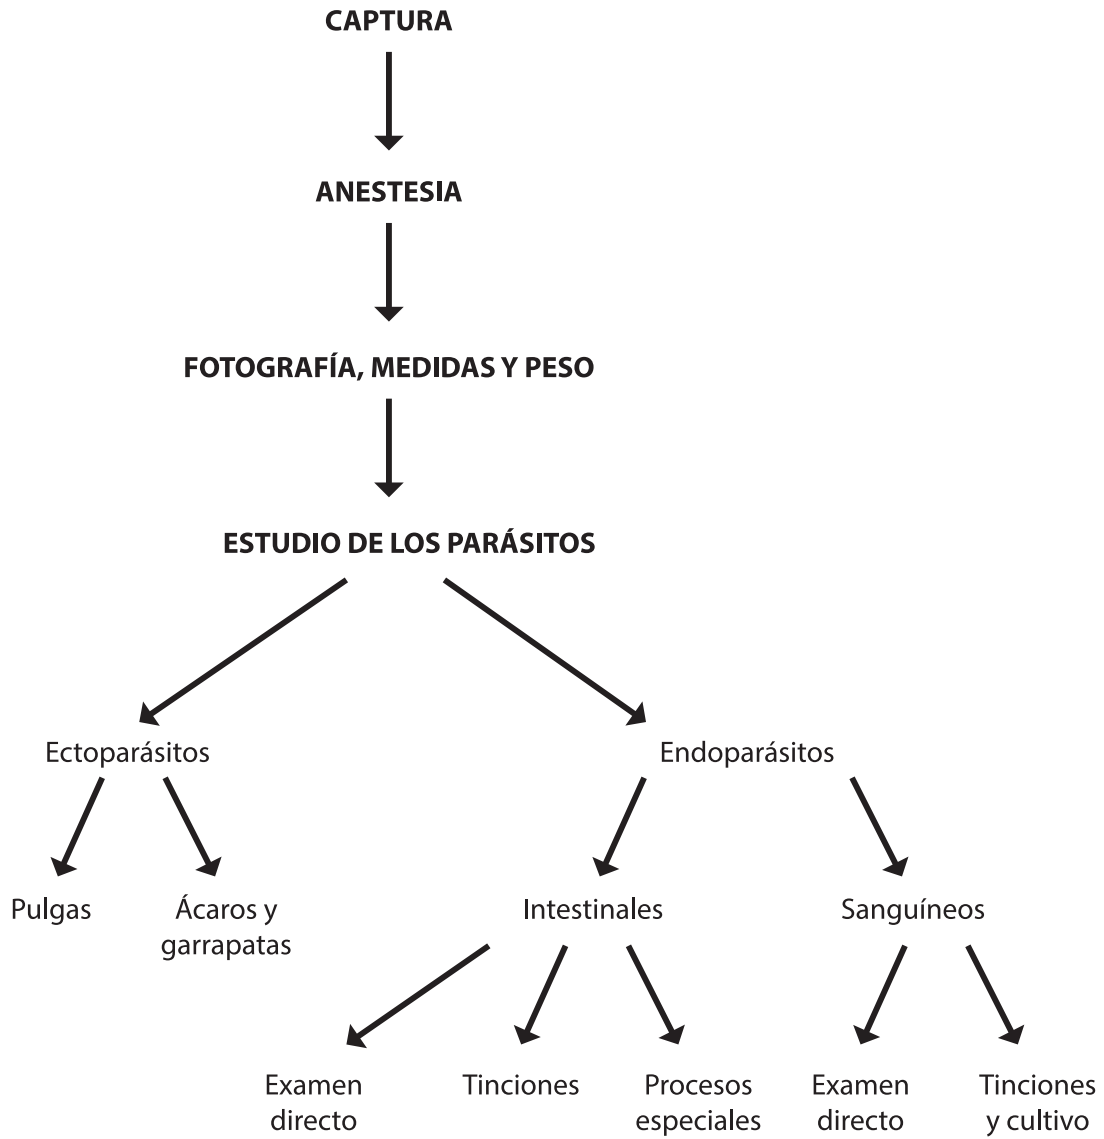 CAPTURA
ANESTESIA
FOTOGRAFÍA, MEDIDAS Y PESO
ESTUDIO DE LOS PARÁSITOS
Ectoparásitos
Endoparásitos
Pulgas
Ácaros y
garrapatas
Intestinales
Sanguíneos
Examen
directo
Tinciones
Procesos
especiales
Examen
directo
Tinciones
y cultivo